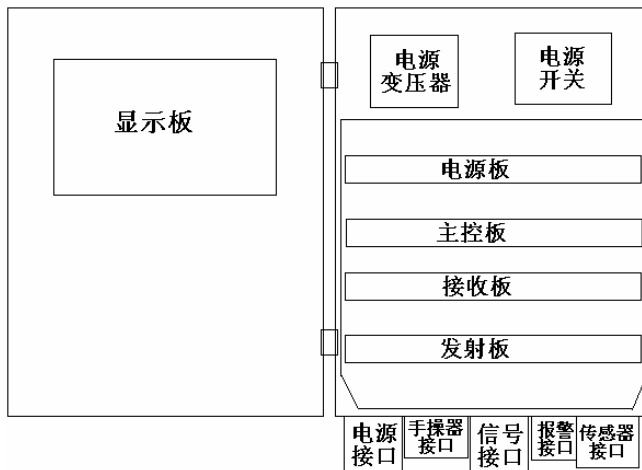 显示板
电源
变压器
电源
开关
电源板
主控板
接收板
发射板
电源
接口
手操器
接口
信号
接口
报警
接口
传感器
接口